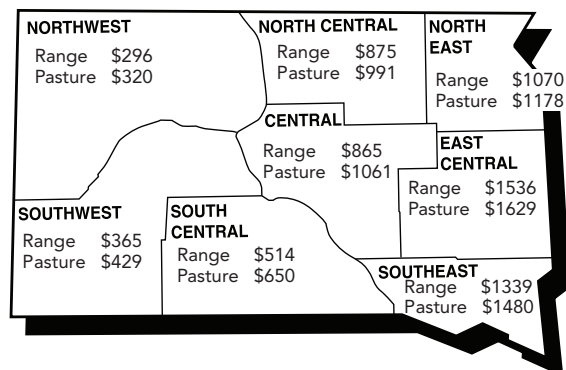 NORTHWEST
Range $296
Pasture $320
NORTH CENTRAL
Range $875
Pasture $991
NORTH
EAST
Range $1070
Pasture $1178
CENTRAL
Range $865
Pasture $1061
EAST
CENTRAL
Range $1536
Pasture $1629
SOUTHWEST
Range $365
Pasture $429
SOUTH
CENTRAL
Range $514
Pasture $650
SOUTHEAST
Range $1339
Pasture $1480